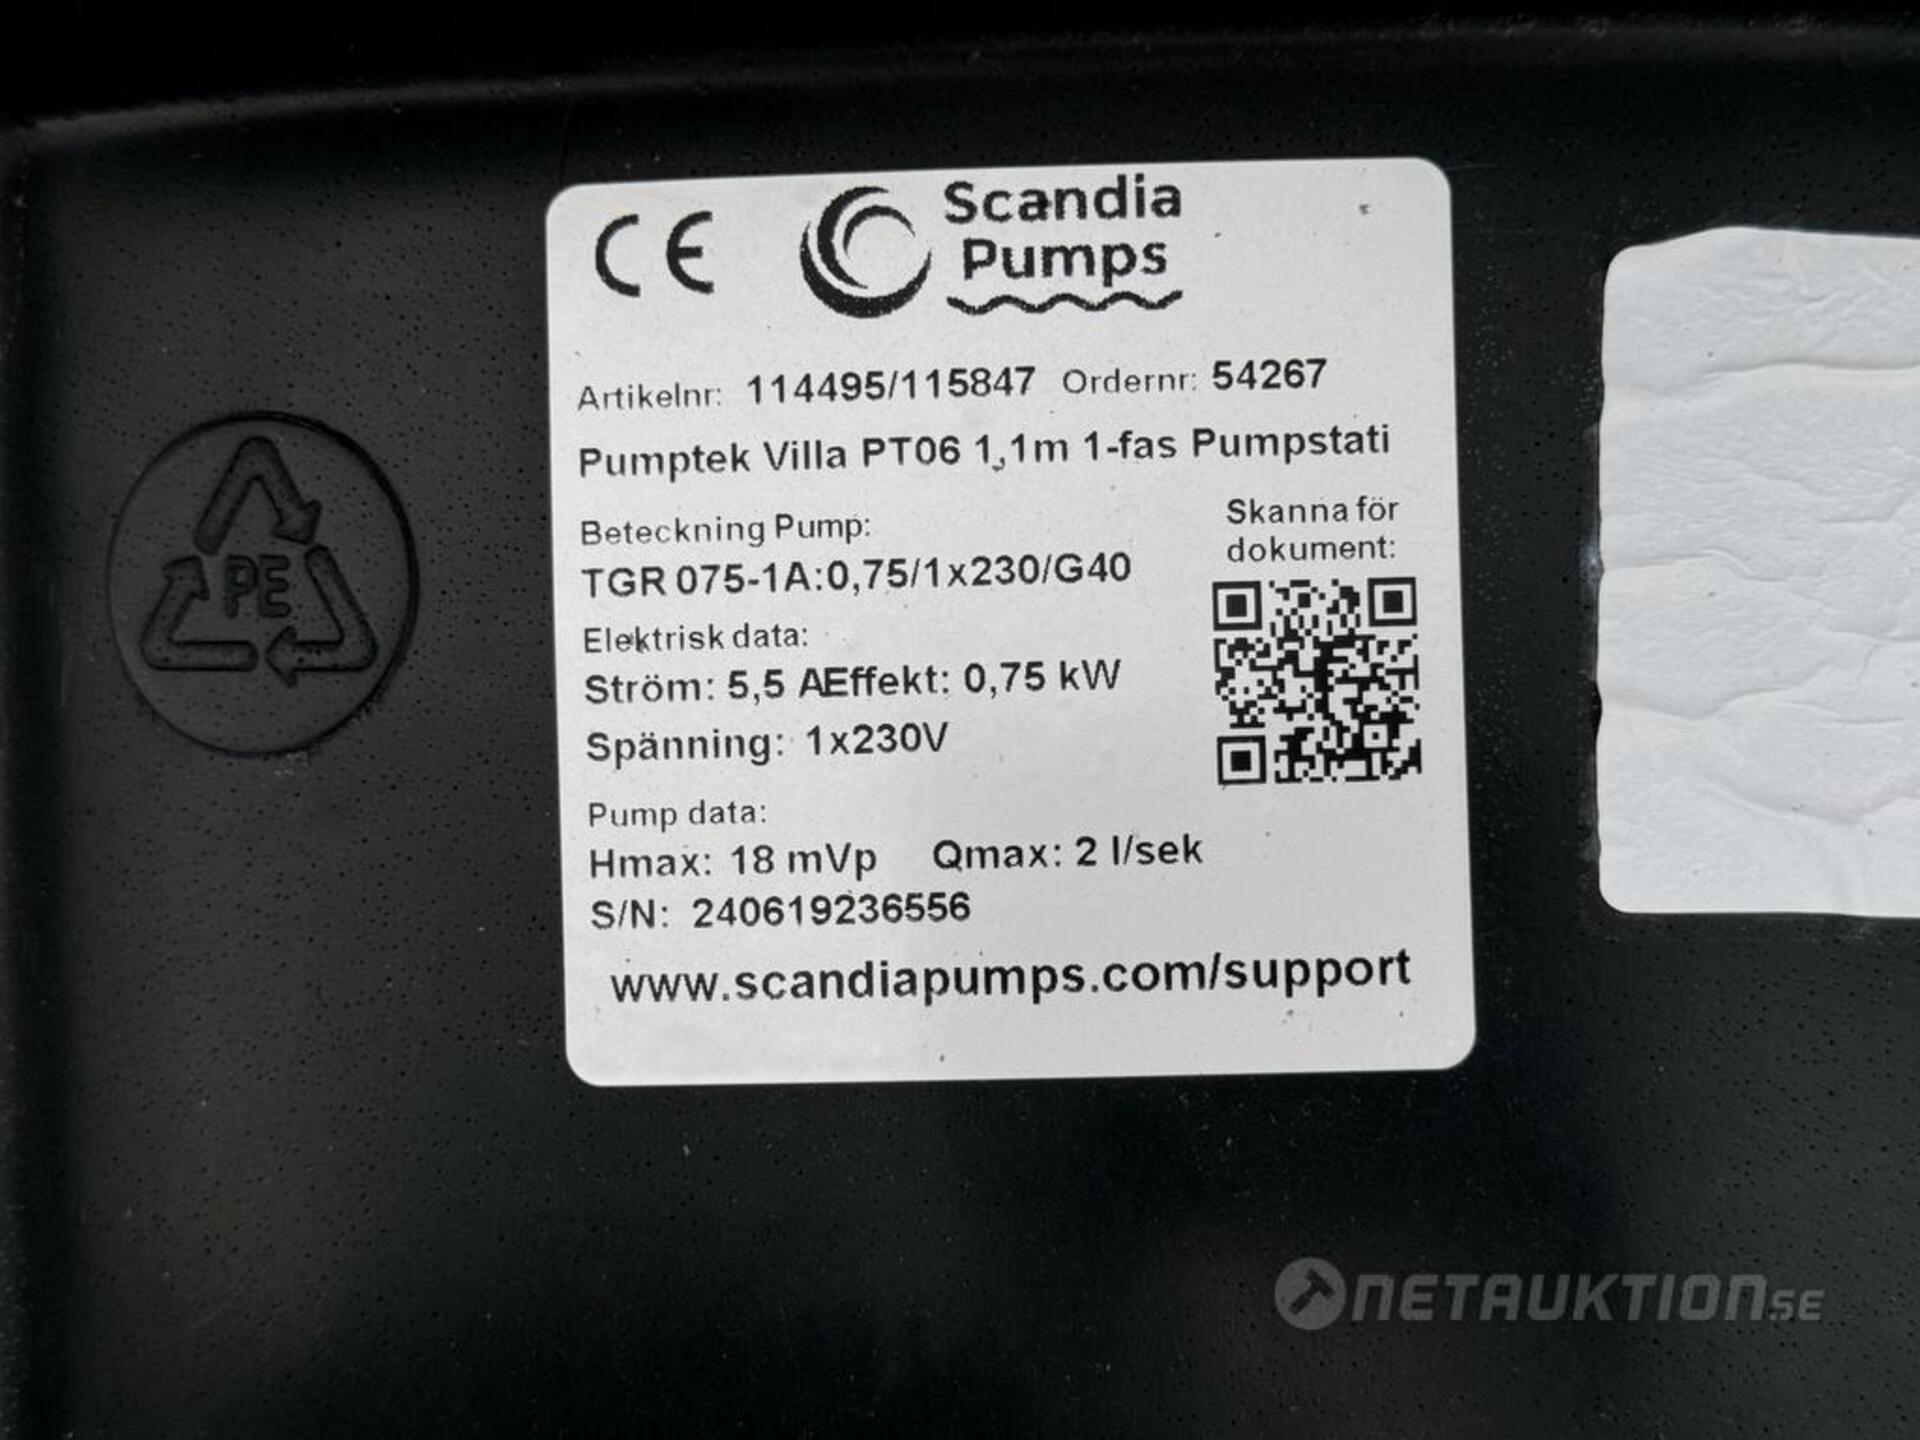 CE
Scandia
Pumps
Artikelnr: 114495/115847 Ordernr: 54267
Pumptek Villa PT06 1,1m 1-fas Pumpstati
Beteckning Pump:
TGR 075-1A:0,75/1x230/G40
Skanna för
dokument:
Elektrisk data:
Ström: 5,5 AEffekt: 0,75 kW
Spänning: 1x230V
Pump data:
Hmax: 18 mVp Qmax: 2 l/sek
S/N: 240619236556
www.scandiapumps.com/support
PE
NETAUKTION.SE